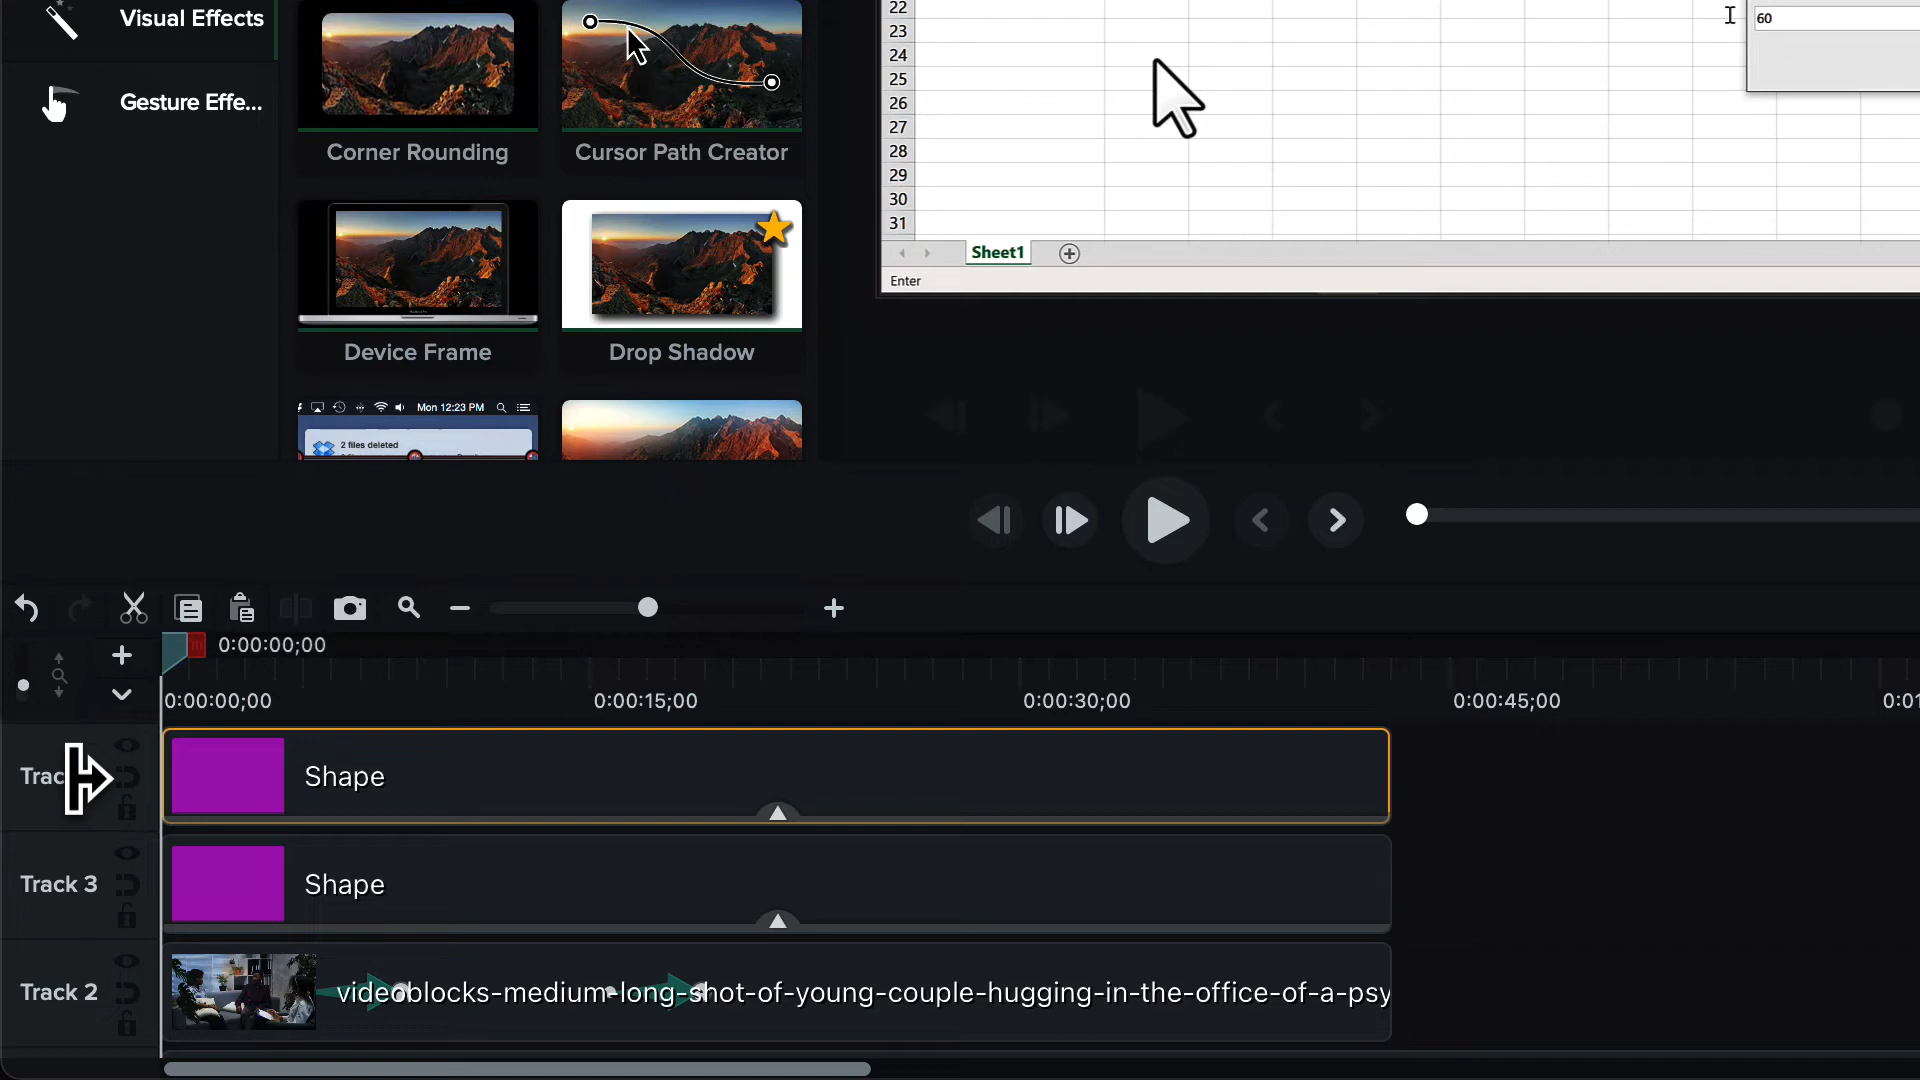 Visual Effects
Gesture Effe...
Corner Rounding
Cursor Path Creator
Device Frame
Drop Shadow
Mon 12:23 PM
2 files deleted
22
23
24
25
26
27
28
29
30
31
60
Sheet1
Enter
0:00:00;00
0:00:00;00
0:00:15;00
0:00:30;00
0:00:45;00
0:01
Trac
Shape
Track 3
Shape
Track 2
videoblocks-medium-long-shot-of-young-couple-hugging-in-the-office-of-a-psy